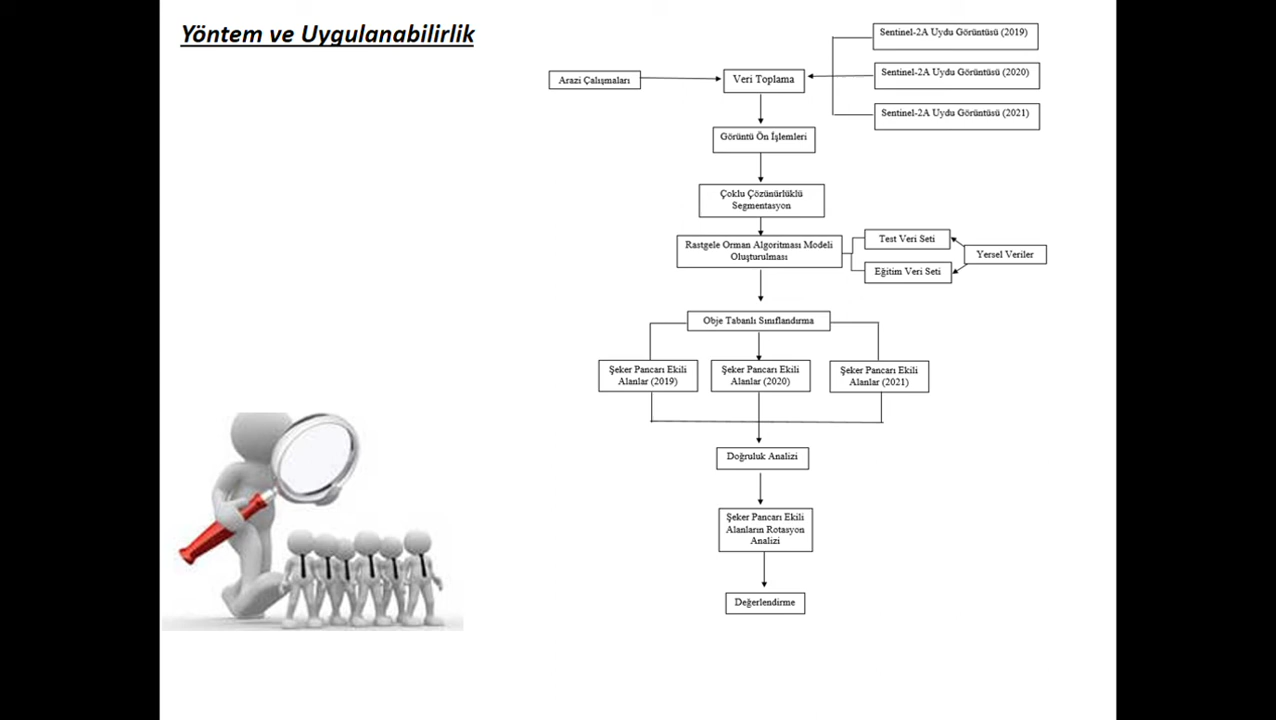 Yöntem ve Uygulanabilirlik
Sentinel-2A Uydu Görüntüsü (2019)
Arazi Çalışmaları
Veri Toplama
Sentinel-2A Uydu Görüntüsü (2020)
Sentinel-2A Uydu Görüntüsü (2021)
Görüntü Ön İşlemleri
Çoklu Çözünürlüklü
Segmentasyon
Rastgele Orman Algoritması Modeli
Oluşturulması
Test Veri Seti
Yersel Veriler
Eğitim Veri Seti
Obje Tabanlı Sınıflandırma
Şeker Pancarı Ekili
Alanlar (2019)
Şeker Pancarı Ekili
Alanlar (2020)
Şeker Pancarı Ekili
Alanlar (2021)
Doğruluk Analizi
Şeker Pancarı Ekili
Alanların Rotasyon
Analizi
Değerlendirme